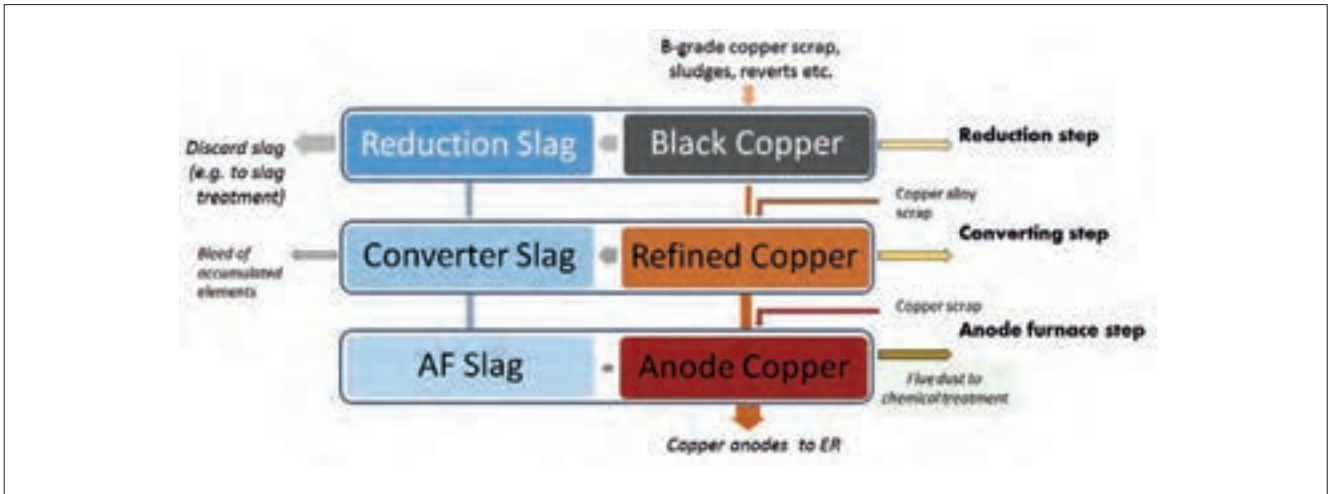 B-grade copper scrap,
sludges, reverts etc.
Reduction Slag
Black Copper
Reduction step
Discard slag
(e.g. to slag
treatment)
Copper alloy
scrap
Converter Slag
Refined Copper
Converting step
Bleed of
accumulated
elements
Copper scrap
Anode furnace step
AF Slag
Anode Copper
Flue dust to
chemical treatment
Copper anodes to ER